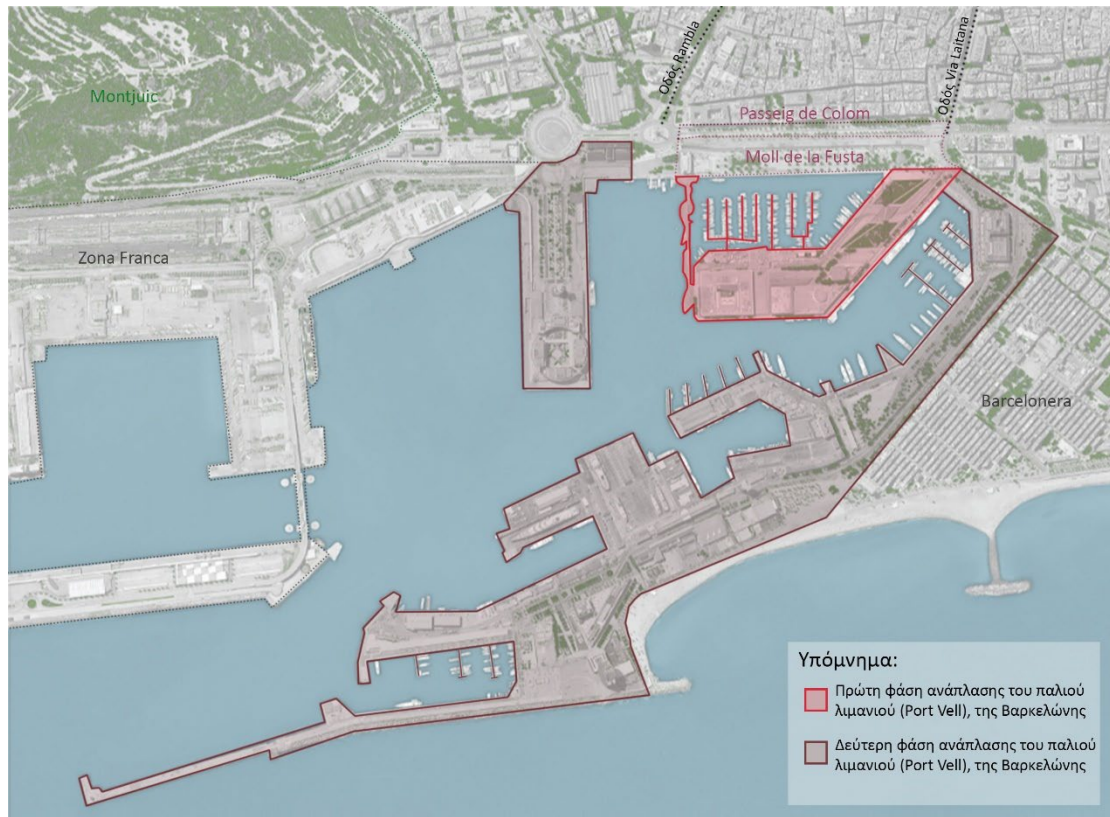 Montjuic
Οδός Rambla
Οδός Via Laitana
Passeig de Colom
Moll de la Fusta
Zona Franca
Barcelonera
Υπόμνημα:
Πρώτη φάση ανάπλασης του παλιού
λιμανιού (Port Vell), της Βαρκελώνης
Δεύτερη φάση ανάπλασης του παλιού
λιμανιού (Port Vell), της Βαρκελώνης